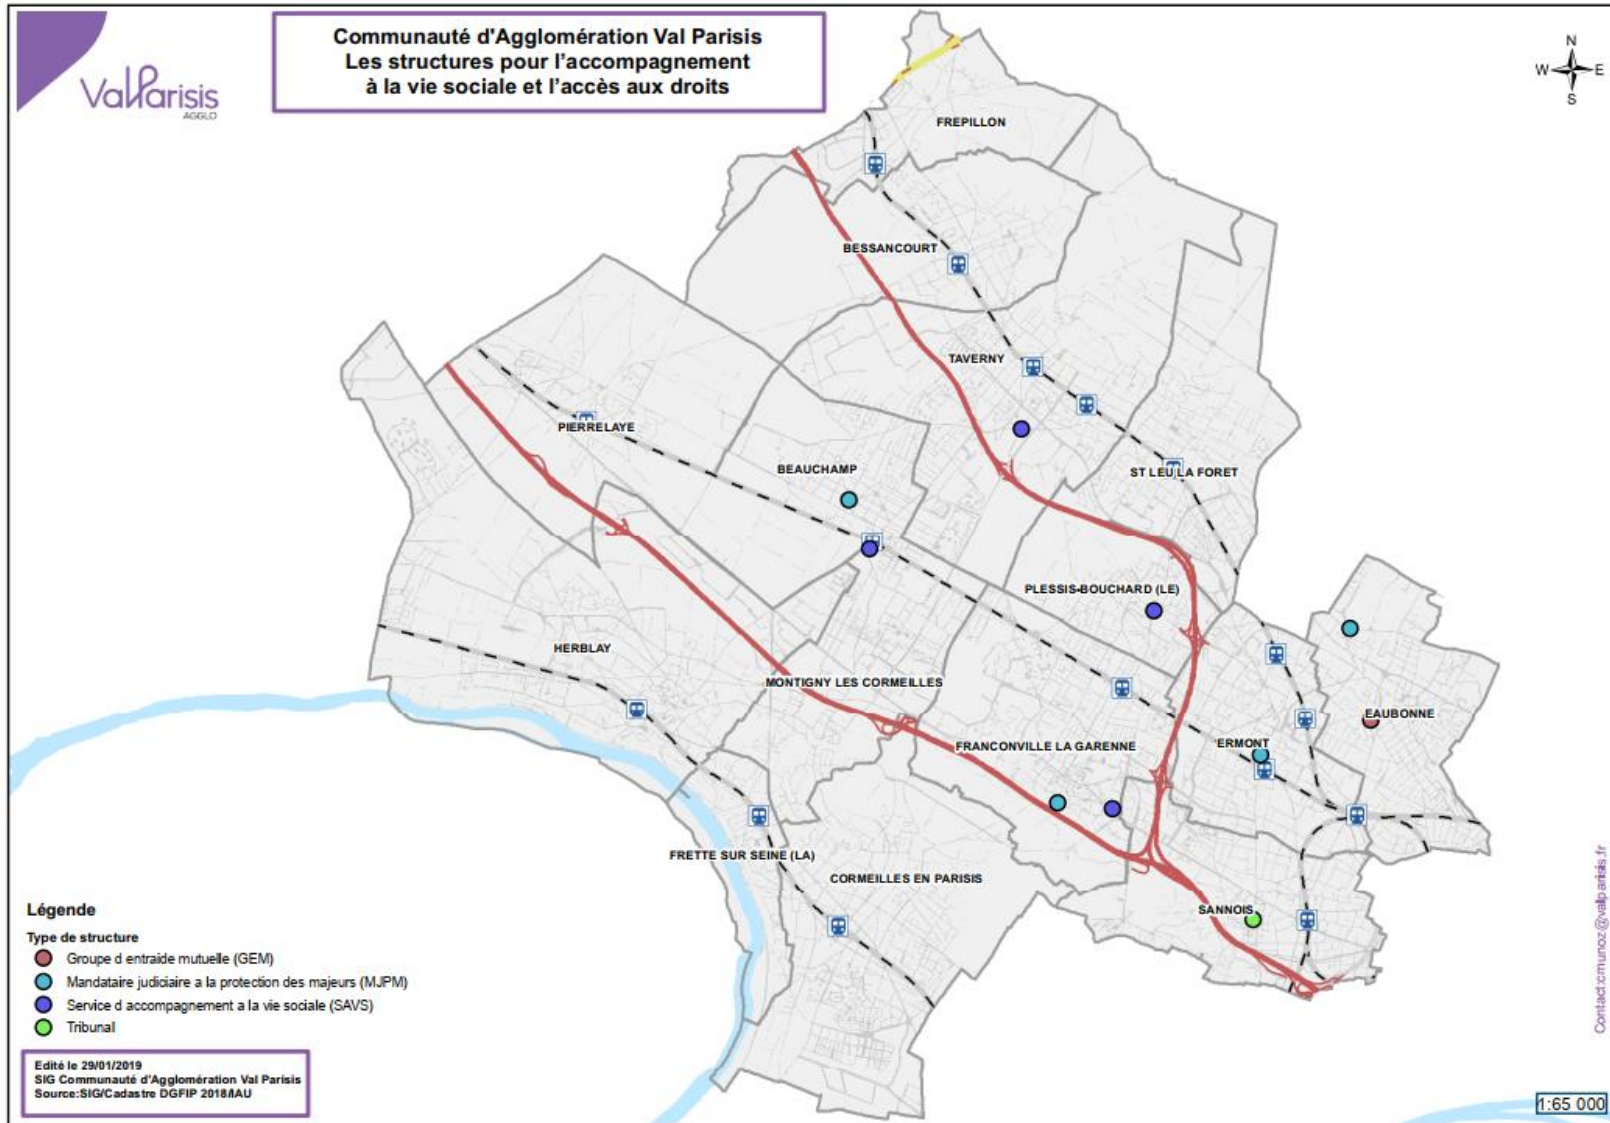 ValParisis
AGGLO
Communauté d'Agglomération Val Parisis
Les structures pour l'accompagnement
à la vie sociale et l'accès aux droits
N
W E
S
FREPILLON
BESSANCOURT
TAVERNY
PIERRELAYE
BEAUCHAMP
ST LEU LA FORET
PLESSIS-BOUCHARD (LE)
HERBLAY
MONTIGNY LES CORMEILLES
EAUBONNE
FRANCONVILLE LA GARENNE
ERMONT
FRETTE SUR SEINE (LA)
CORMEILLES EN PARISIS
SANNOIS
Légende
Type de structure
Groupe d entraide mutuelle (GEM)
Mandataire judiciaire a la protection des majeurs (MJPM)
Service d accompagnement a la vie sociale (SAVS)
Tribunal
Edité le 29/01/2019
SIG Communauté d'Agglomération Val Parisis
Source:SIG/Cadastre DGFIP 2018/IAU
Contact:cmunoz@valparisis.fr
1:65 000